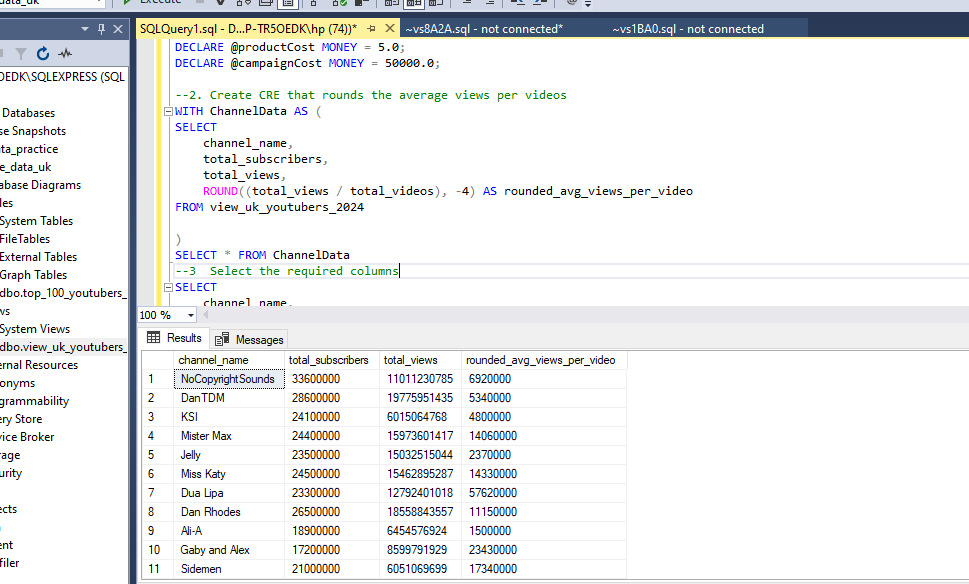 data_uk
Execute
SQLQuery1.sql - D...P-TR5OEDK\hp (74))*
~vs8A2A.sql - not connected*
~vs1BA0.sql - not connected
OEDK\SQLEXPRESS (SQL
Databases
se Snapshots
ta_practice
e_data_uk
abase Diagrams
les
System Tables
FileTables
External Tables
Graph Tables
dbo.top_100_youtubers_
ws
System Views
dbo.view_uk_youtubers_
ernal Resources
onyms
grammability
ery Store
vice Broker
rage
urity
ects
ent
filer
DECLARE @productCost MONEY = 5.0;
DECLARE @campaignCost MONEY = 50000.0;
--2. Create CRE that rounds the average views per videos
WITH ChannelData AS (
SELECT
channel_name,
total_subscribers,
total_views,
ROUND((total_views / total_videos), -4) AS rounded_avg_views_per_video
FROM view_uk_youtubers_2024
)
SELECT * FROM ChannelData
--3 Select the required columns
SELECT
channel_name,
100 %
Results Messages
channel_name total_subscribers total_views rounded_avg_views_per_video
1 NoCopyrightSounds 33600000 11011230785 6920000
2 DanTDM 28600000 19775951435 5340000
3 KSI 24100000 6015064768 4800000
4 Mister Max 24400000 15973601417 14060000
5 Jelly 23500000 15032515044 2370000
6 Miss Katy 24500000 15462895287 14330000
7 Dua Lipa 23300000 12792401018 57620000
8 Dan Rhodes 26500000 18558843557 11150000
9 Ali-A 18900000 6454576924 1500000
10 Gaby and Alex 17200000 8599791929 23430000
11 Sidemen 21000000 6051069699 17340000